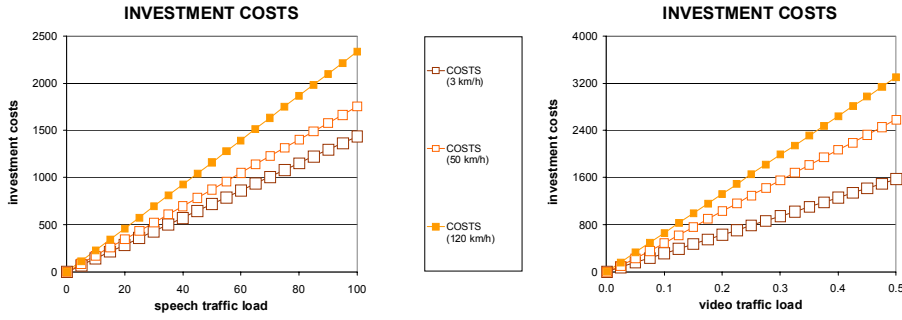 INVESTMENT COSTS
2500
2000
1500
1000
500
0
investment costs
0 20 40 60 80 100
speech traffic load
COSTS
(3 km/h)
COSTS
(50 km/h)
COSTS
(120 km/h)
INVESTMENT COSTS
4000
3200
2400
1600
800
0
investment costs
0.0 0.1 0.2 0.3 0.4 0.5
video traffic load